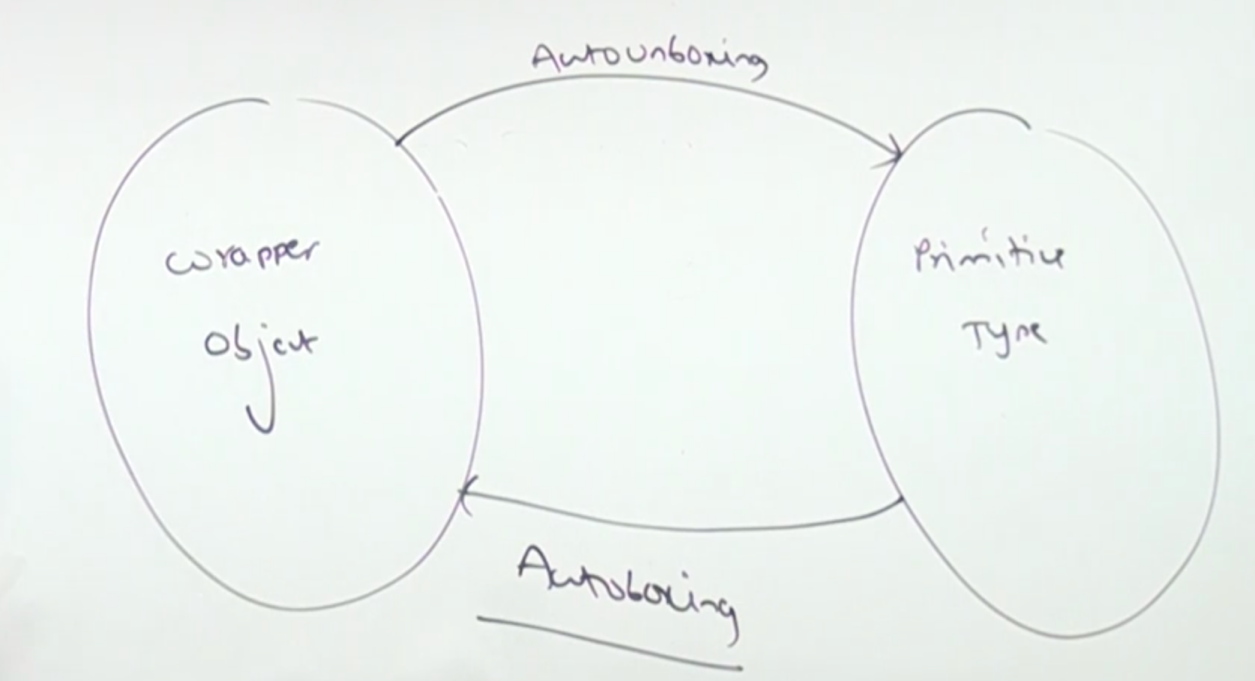 Autounboxing
Wrapper
Object
Primitive
Type
Autoboxing